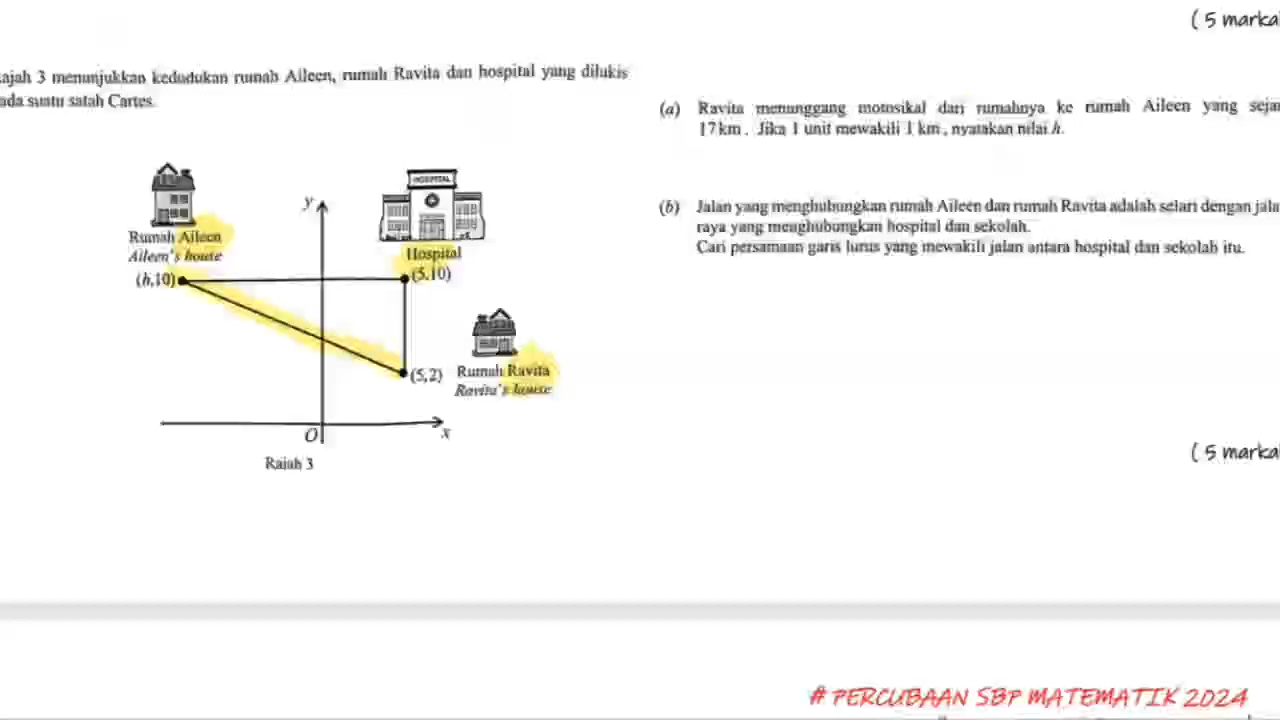 ( 5 marka
ajah 3 menunjukkan kedudukan rumah Aileen, rumah Ravita dan hospital yang dilukis
ada suatu satah Cartes.
HOSPITAL
y
Rumah Aileen
Aileen's house
(h,10)
Hospital
(5,10)
(5,2)
Rumah Ravita
Ravita's house
O
x
Rajah 3
(a) Ravita menunggang motosikal dari rumahnya ke rumah Aileen yang sejau
17 km . Jika 1 unit mewakili 1 km , nyatakan nilai h.
(b) Jalan yang menghubungkan rumah Aileen dan rumah Ravita adalah selari dengan jala
raya yang menghubungkan hospital dan sekolah.
Cari persamaan garis lurus yang mewakili jalan antara hospital dan sekolah itu.
( 5 marka
# PERCUBAAN SBP MATEMATIK 2024